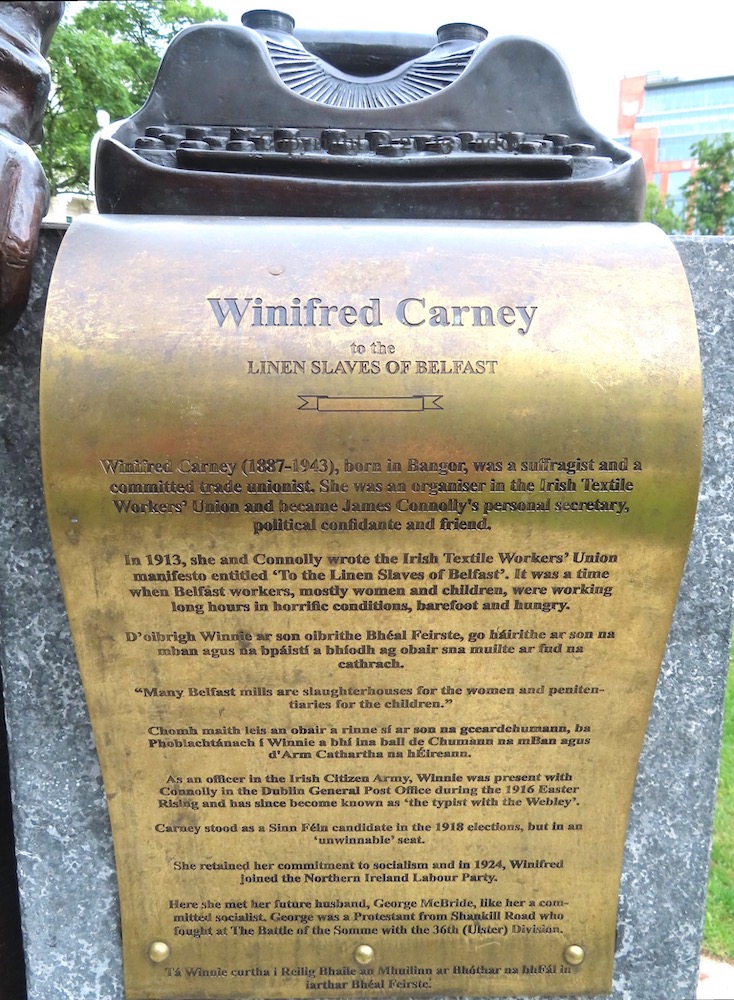 Winifred Carney
to the
LINEN SLAVES OF BELFAST
Winifred Carney (1887-1943), born in Bangor, was a suffragist and a
committed trade unionist. She was an organiser in the Irish Textile
Workers' Union and became James Connolly's personal secretary,
political confidante and friend.
In 1913, she and Connolly wrote the Irish Textile Workers' Union
manifesto entitled ‘To the Linen Slaves of Belfast’. It was a time
when Belfast workers, mostly women and children, were working
long hours in horrific conditions, barefoot and hungry.
D’oibrigh Winnie ar son oibrithe Bhéal Feirste, go háirithe ar son na
mban agus na bpáistí a bhíodh ag obair sna muilte ar fud na
cathrach.
“Many Belfast mills are slaughterhouses for the women and peniten-
tiaries for the children.”
Chomh maith leis an obair a rinne sí ar son na gceardchumann, ba
Phoblachtánach í Winnie a bhí ina ball de Chumann na mBan agus
d'Arm Cathartha na hÉireann.
As an officer in the Irish Citizen Army, Winnie was present with
Connolly in the Dublin General Post Office during the 1916 Easter
Rising and has since become known as ‘the typist with the Webley’.
Carney stood as a Sinn Féin candidate in the 1918 elections, but in an
‘unwinnable’ seat.
She retained her commitment to socialism and in 1924, Winifred
joined the Northern Ireland Labour Party.
Here she met her future husband, George McBride, like her a com-
mitted socialist. George was a Protestant from Shankill Road who
fought at The Battle of the Somme with the 36th (Ulster) Division.
Tá Winnie curtha i Reilig Bhaile an Mhuilinn ar Bhóthar na bhFál in
iarthar Bhéal Feirste.